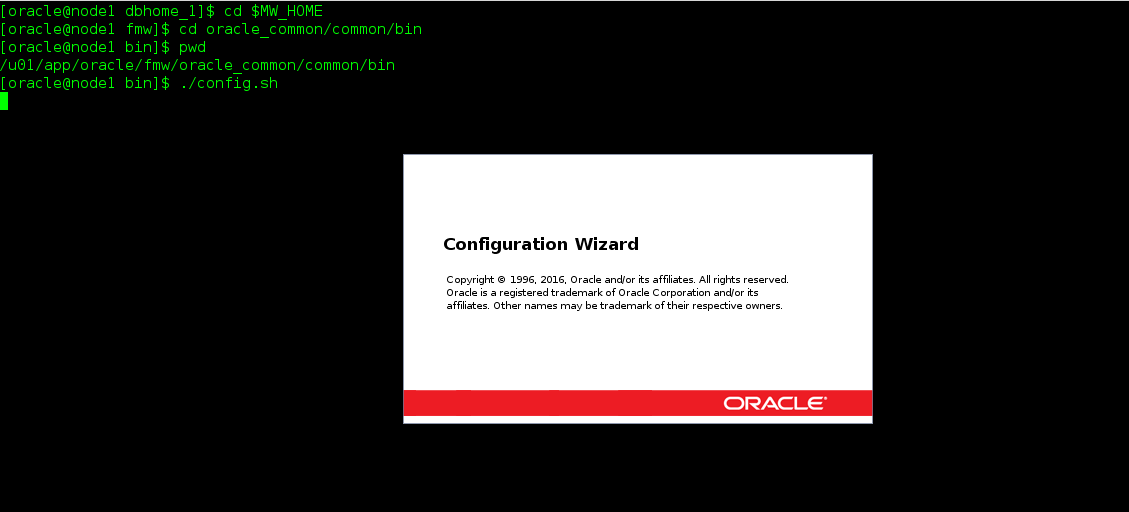 [oracle@node1 dbhome_1]$ cd $MW_HOME
[oracle@node1 fmw]$ cd oracle_common/common/bin
[oracle@node1 bin]$ pwd
/u01/app/oracle/fmw/oracle_common/common/bin
[oracle@node1 bin]$ ./config.sh
Configuration Wizard
Copyright © 1996, 2016, Oracle and/or its affiliates. All rights reserved.
Oracle is a registered trademark of Oracle Corporation and/or its
affiliates. Other names may be trademark of their respective owners.
ORACLE®